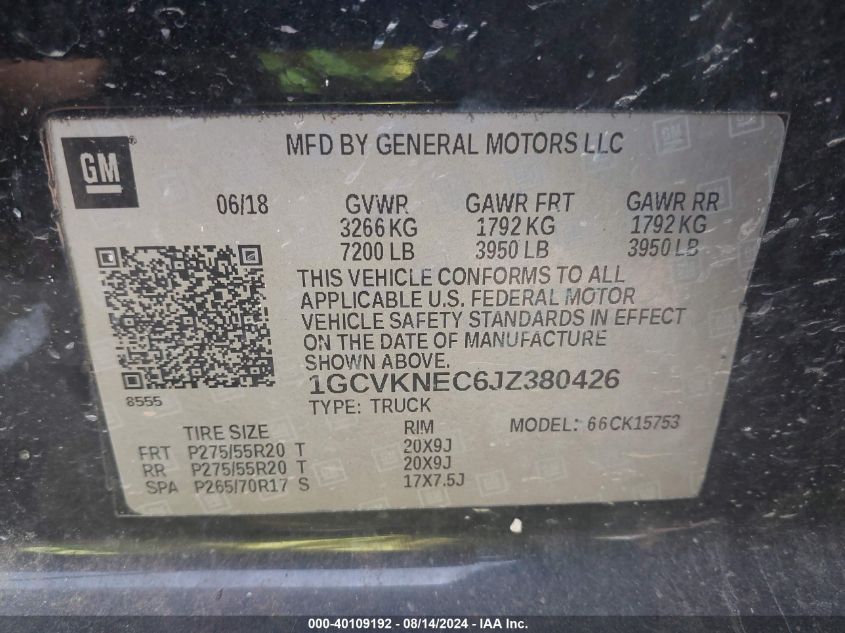 GM
MFD BY GENERAL MOTORS LLC
06/18 GVWR GAWR FRT GAWR RR
3266 KG 1792 KG 1792 KG
7200 LB 3950 LB 3950 LB
THIS VEHICLE CONFORMS TO ALL
APPLICABLE U.S. FEDERAL MOTOR
VEHICLE SAFETY STANDARDS IN EFFECT
ON THE DATE OF MANUFACTURE
SHOWN ABOVE.
1GCVKNEC6JZ380426
8555
TYPE: TRUCK
MODEL: 66CK15753
TIRE SIZE RIM
FRT P275/55R20 T 20X9J
RR P275/55R20 T 20X9J
SPA P265/70R17 S 17X7.5J
000-40109192 - 08/14/2024 - IAA Inc.